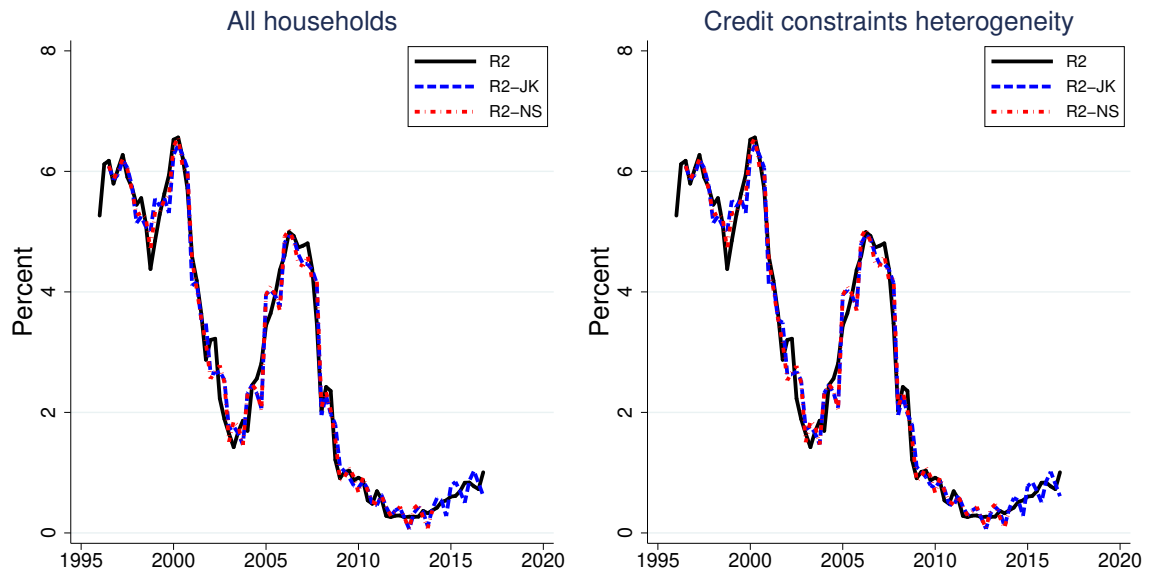 All households
R2
R2-JK
R2-NS
Percent
8
6
4
2
0
1995 2000 2005 2010 2015 2020
Credit constraints heterogeneity
R2
R2-JK
R2-NS
Percent
8
6
4
2
0
1995 2000 2005 2010 2015 2020